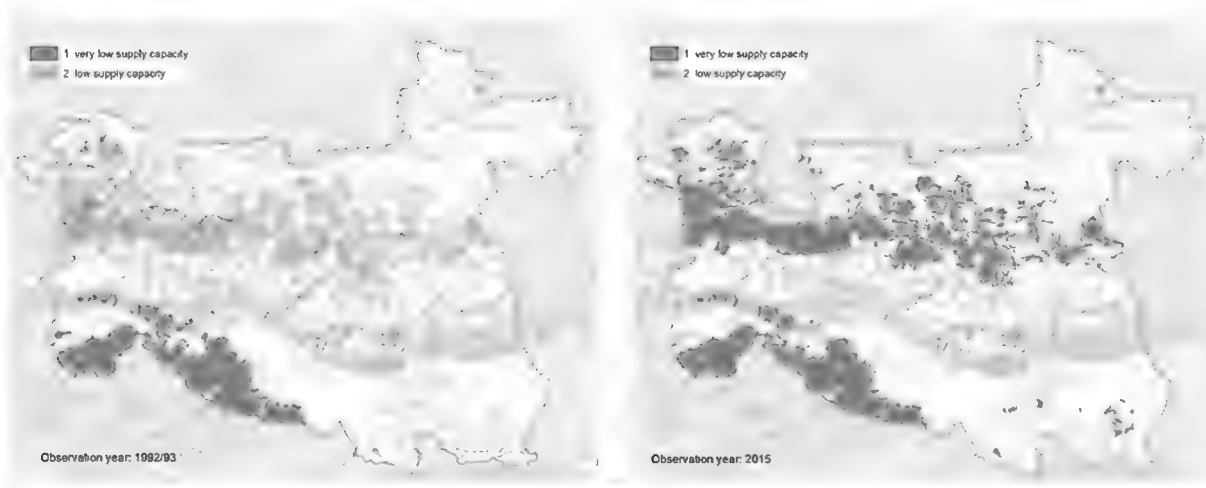 1 very low supply capacity
2 low supply capacity
Observation year: 1992/93
1 very low supply capacity
2 low supply capacity
Observation year: 2015